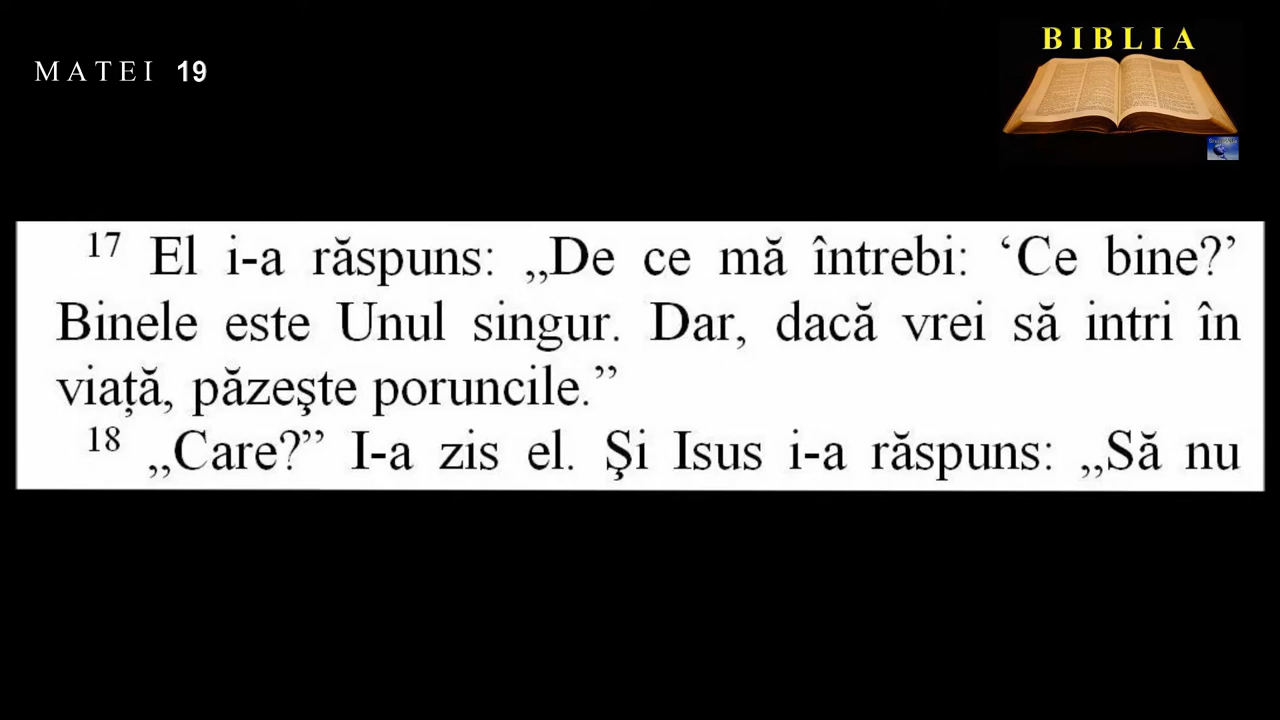 BIBLIA
MATEI 19
17 El i-a răspuns: „De ce mă întrebi: ‘Ce bine?’
Binele este Unul singur. Dar, dacă vrei să intri în
viață, păzeşte poruncile.”
18 „Care?” I-a zis el. Şi Isus i-a răspuns: „Să nu